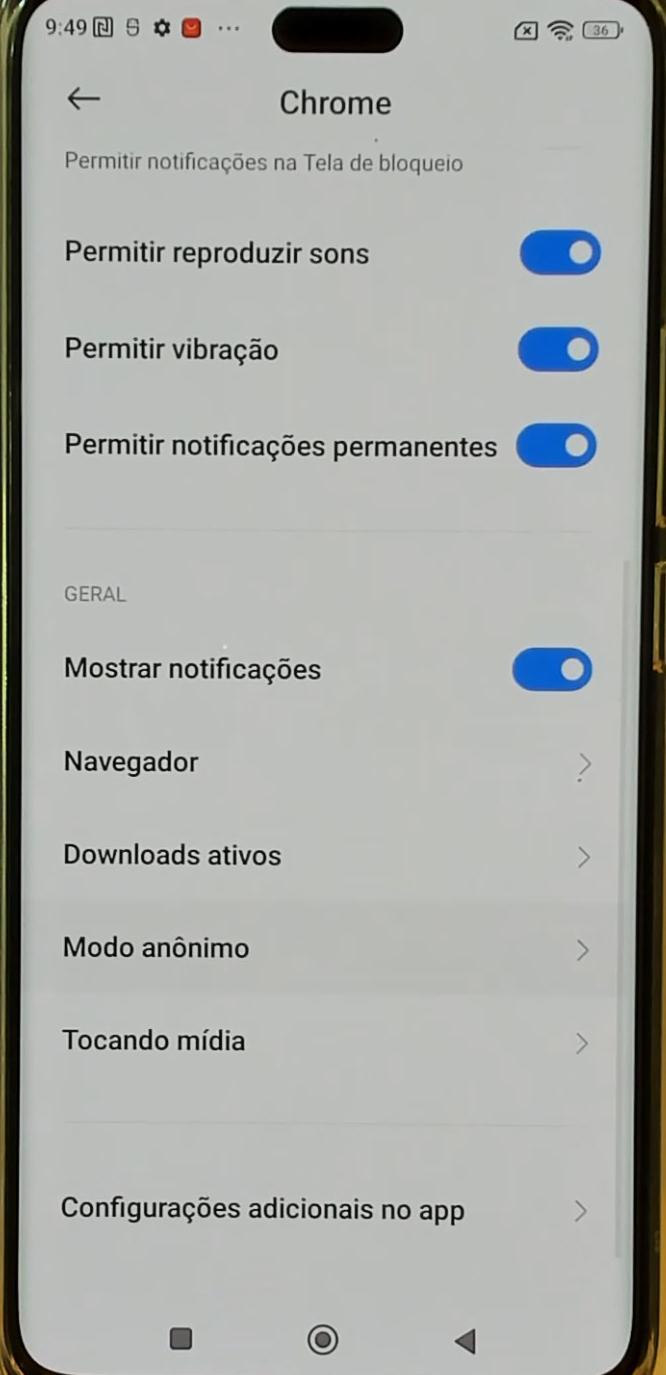 9:49 36
Chrome
Permitir notificações na Tela de bloqueio
Permitir reproduzir sons
Permitir vibração
Permitir notificações permanentes
GERAL
Mostrar notificações
Navegador
Downloads ativos
Modo anônimo
Tocando mídia
Configurações adicionais no app